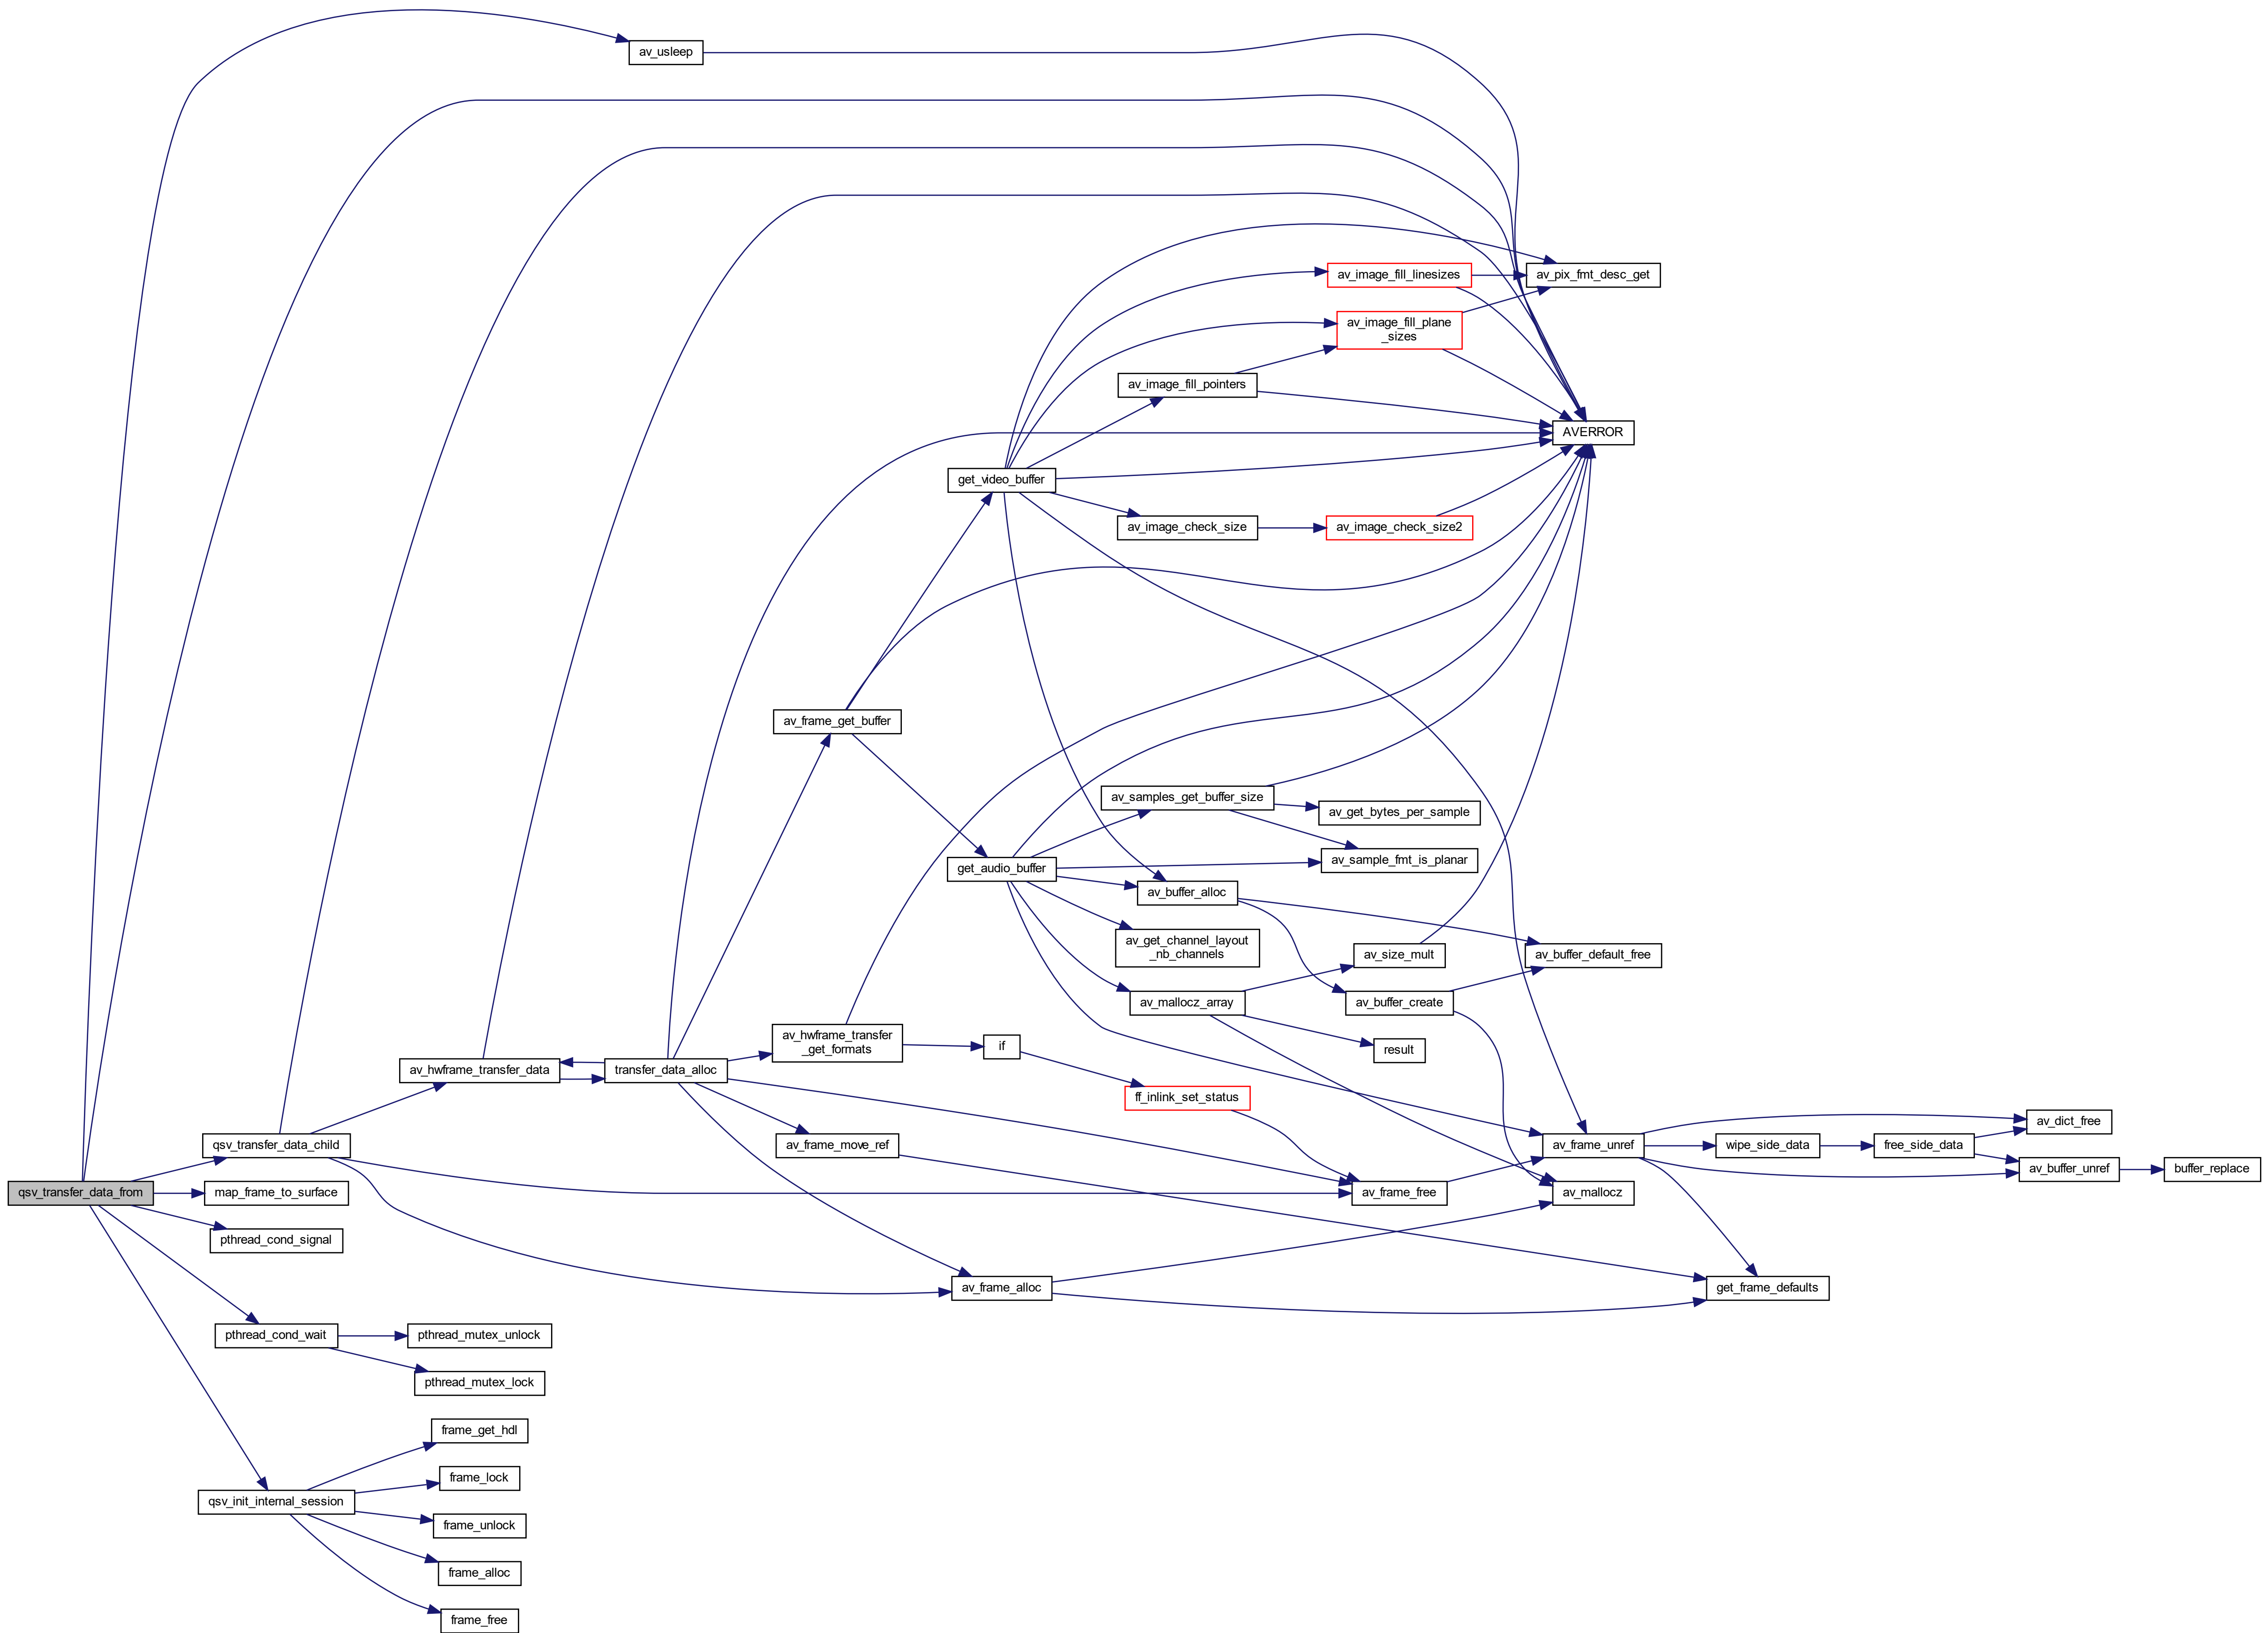 av_usleep
av_image_fill_linesizes
av_pix_fmt_desc_get
av_image_fill_plane
_sizes
av_image_fill_pointers
AVERROR
get_video_buffer
av_image_check_size
av_image_check_size2
av_frame_get_buffer
av_samples_get_buffer_size
av_get_bytes_per_sample
av_sample_fmt_is_planar
get_audio_buffer
av_buffer_alloc
av_get_channel_layout
_nb_channels
av_size_mult
av_buffer_default_free
av_mallocz_array
av_buffer_create
av_hwframe_transfer
_get_formats
if
result
av_hwframe_transfer_data
transfer_data_alloc
ff_inlink_set_status
av_dict_free
qsv_transfer_data_child
av_frame_move_ref
av_frame_unref
wipe_side_data
free_side_data
av_buffer_unref
buffer_replace
qsv_transfer_data_from
map_frame_to_surface
av_frame_free
av_mallocz
pthread_cond_signal
av_frame_alloc
get_frame_defaults
pthread_cond_wait
pthread_mutex_unlock
pthread_mutex_lock
frame_get_hdl
frame_lock
qsv_init_internal_session
frame_unlock
frame_alloc
frame_free